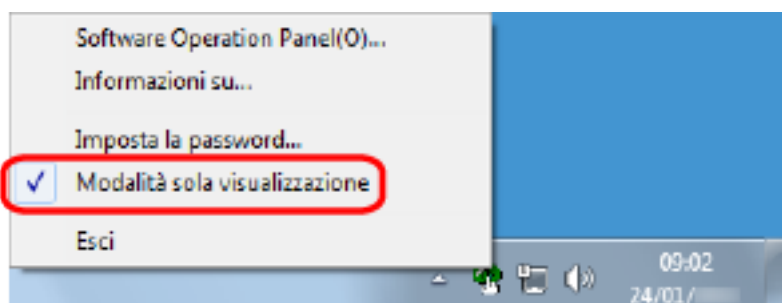 Software Operation Panel(O)...
Informazioni su...
Imposta la password...
Modalità sola visualizzazione
Esci
09:02
24/01/